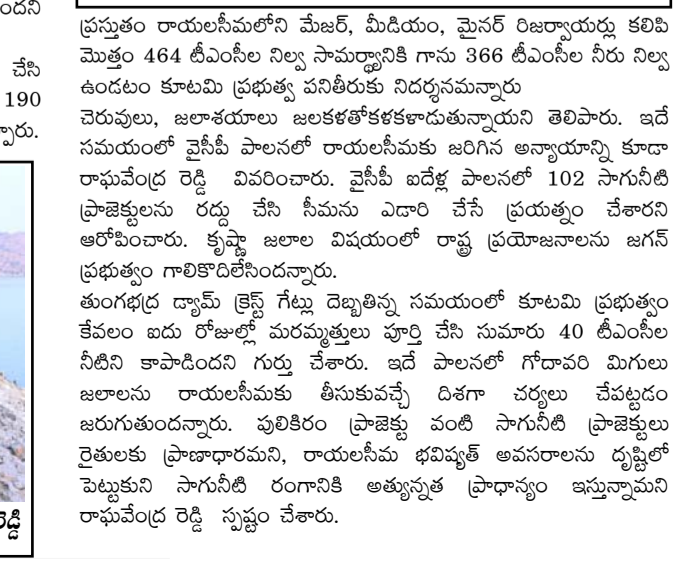 ందని
చేసి
190
ప్రస్తుతం రాయలసీమలోని మేజర్, మీడియం, మైనర్ రిజర్వాయర్లు కలిపి
మొత్తం 464 టీఎంసీల నిల్వ సామర్థ్యానికి గాను 366 టీఎంసీల నీరు నిల్వ
ఉండటం కూటమి ప్రభుత్వ పనితీరుకు నిదర్శనమన్నారు
చెరువులు, జలాశయాలు జలకళతోకళకళాడుతున్నాయని తెలిపారు. ఇదే
సమయంలో వైసీపీ పాలనలో రాయలసీమకు జరిగిన అన్యాయాన్ని కూడా
రాఘవేంద్ర రెడ్డి వివరించారు. వైసీపీ ఐదేళ్ల పాలనలో 102 సాగునీటి
ప్రాజెక్టులను రద్దు చేసి సీమను ఎడారి చేసే ప్రయత్నం చేశారని
ఆరోపించారు. కృష్ణా జలాల విషయంలో రాష్ట్ర ప్రయోజనాలను జగన్
ప్రభుత్వం గాలికొదిలేసిందన్నారు.
తుంగభద్ర డ్యామ్ క్రెస్ట్ గేట్లు దెబ్బతిన్న సమయంలో కూటమి ప్రభుత్వం
కేవలం ఐదు రోజుల్లో మరమ్మత్తులు పూర్తి చేసి సుమారు 40 టీఎంసీల
నీటిని కాపాడిందని గుర్తు చేశారు. ఇదే పాలనలో గోదావరి మిగులు
జలాలను రాయలసీమకు తీసుకువచ్చే దిశగా చర్యలు చేపట్టడం
జరుగుతుందన్నారు. పులికిరం ప్రాజెక్టు వంటి సాగునీటి ప్రాజెక్టులు
రైతులకు ప్రాణాధారమని, రాయలసీమ భవిష్యత్ అవసరాలను దృష్టిలో
పెట్టుకుని సాగునీటి రంగానికి అత్యున్నత ప్రాధాన్యం ఇస్తున్నామని
రాఘవేంద్ర రెడ్డి స్పష్టం చేశారు.